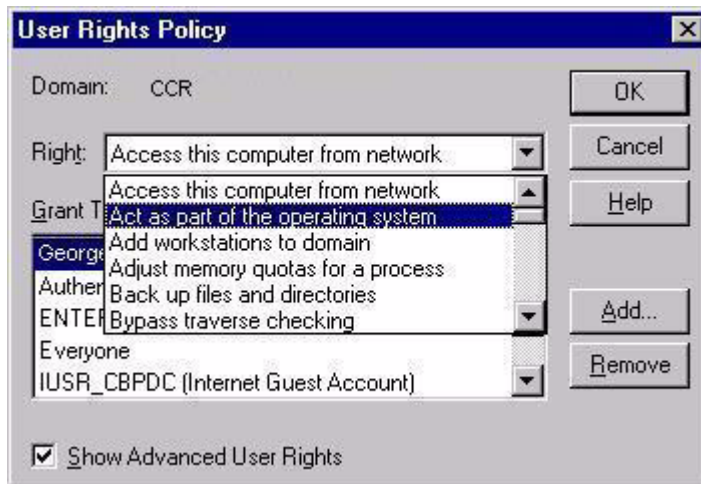 User Rights Policy
Domain: CCR
OK
Right: Access this computer from network
Cancel
Access this computer from network
Help
Grant T
Act as part of the operating system
George
Add workstations to domain
Adjust memory quotas for a process
Auther
Back up files and directories
ENTER
Bypass traverse checking
Add...
Everyone
Remove
IUSR_CBPDC (Internet Guest Account)
Show Advanced User Rights